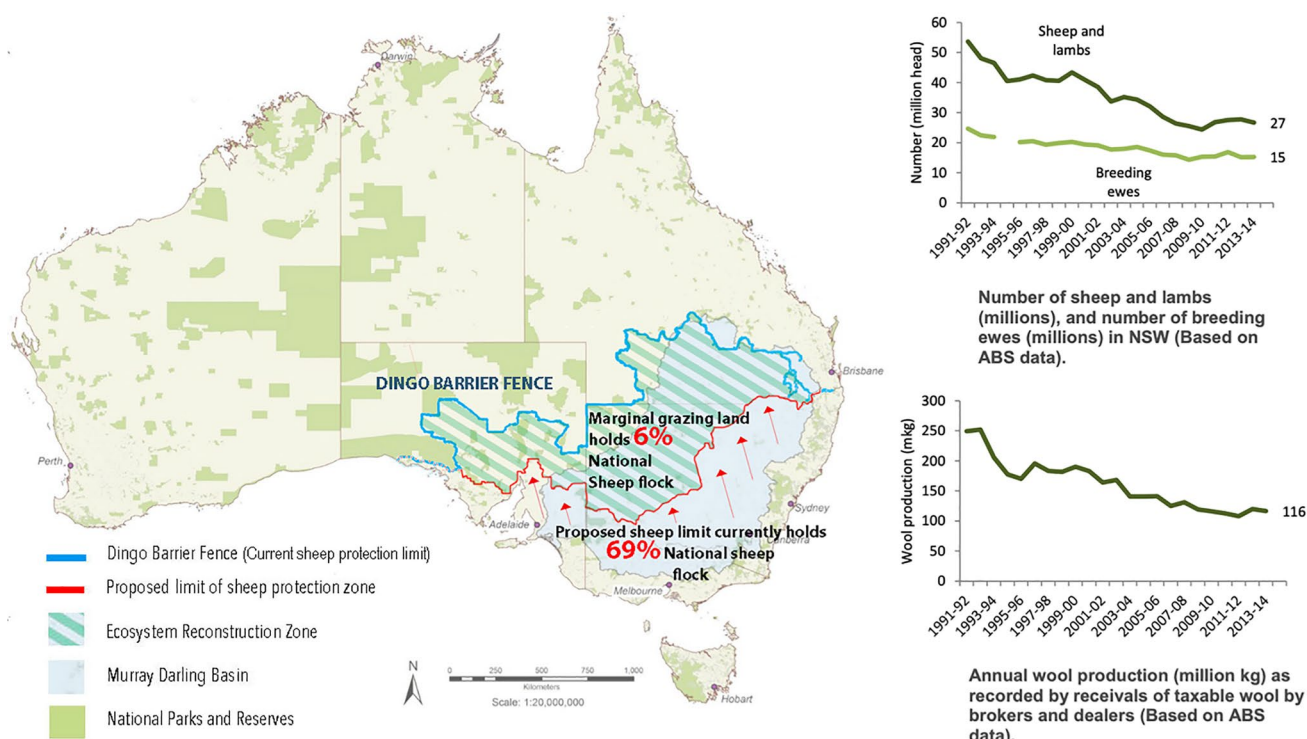 Darwin
Brisbane
DINGO BARRIER FENCE
Marginal grazing land
holds 6%
National
Sheep flock
Perth
Sydney
Adelaide
Proposed sheep limit currently holds
Canberra
69% National sheep
flock
Melbourne
Hobart
Dingo Barrier Fence (Current sheep protection limit)
Proposed limit of sheep protection zone
Ecosystem Reconstruction Zone
Murray Darling Basin
National Parks and Reserves
N
0 250 500 750 1,000
Kilometers
Scale: 1:20,000,000
Number (million head)
60
50
40
30
20
10
0
Sheep and
lambs
27
15
Breeding
ewes
1991-92
1993-94
1995-96
1997-98
1999-00
2001-02
2003-04
2005-06
2007-08
2009-10
2011-12
2013-14
Number of sheep and lambs
(millions), and number of breeding
ewes (millions) in NSW (Based on
ABS data).
Wool production (mkg)
300
250
200
150
100
50
0
116
1991-92
1993-94
1995-96
1997-98
1999-00
2001-02
2003-04
2005-06
2007-08
2009-10
2011-12
2013-14
Annual wool production (million kg) as
recorded by receivals of taxable wool by
brokers and dealers (Based on ABS
data).